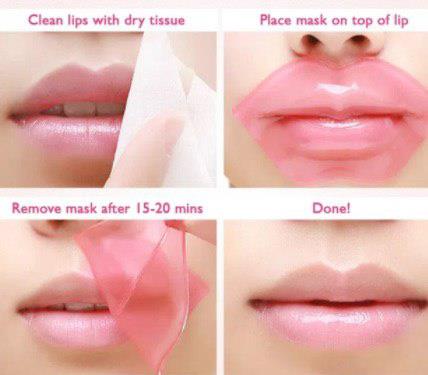 Clean lips with dry tissue
Place mask on top of lip
Remove mask after 15-20 mins
Done!